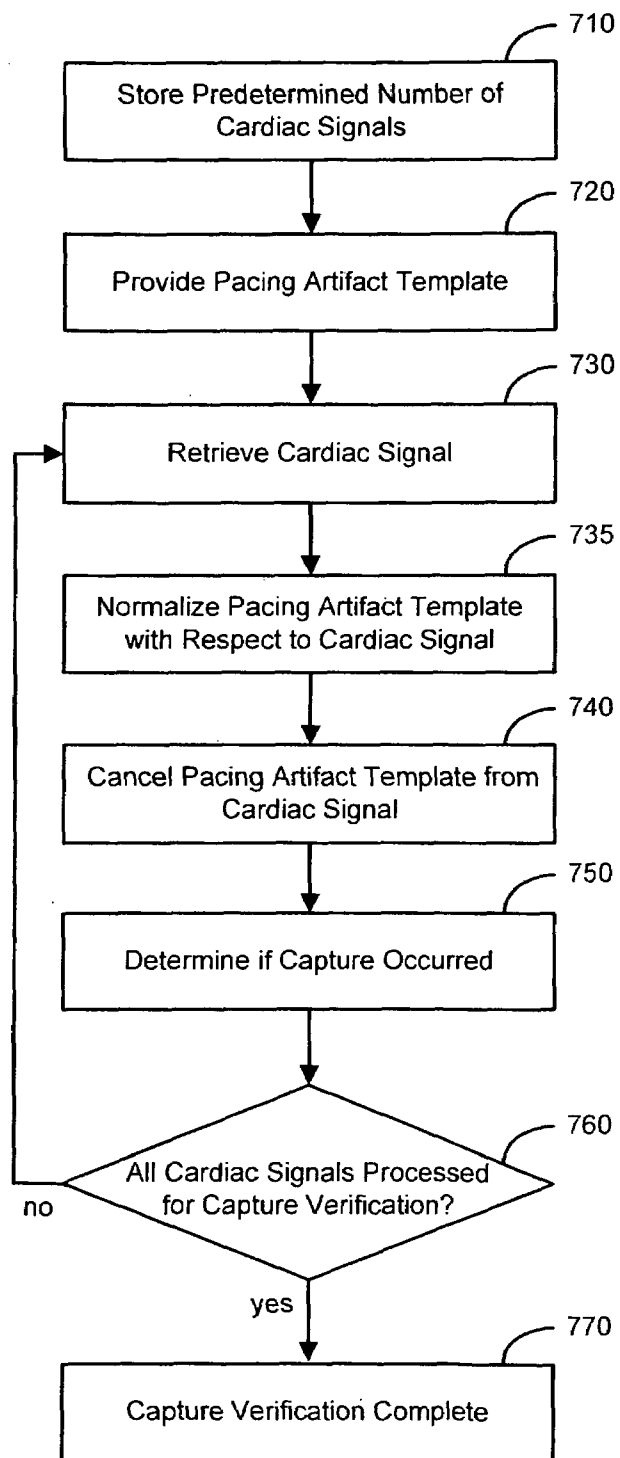 710
Store Predetermined Number of
Cardiac Signals
720
Provide Pacing Artifact Template
730
Retrieve Cardiac Signal
735
Normalize Pacing Artifact Template
with Respect to Cardiac Signal
740
Cancel Pacing Artifact Template from
Cardiac Signal
750
Determine if Capture Occurred
760
All Cardiac Signals Processed
for Capture Verification?
no
yes
770
Capture Verification Complete